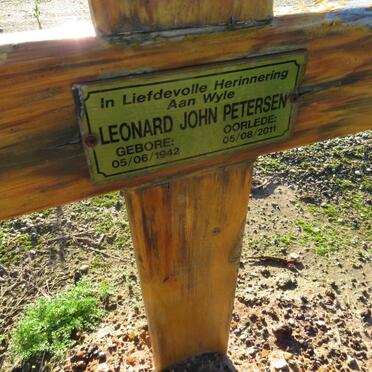 In Liefdevolle Herinnering
Aan Wyle
LEONARD JOHN PETERSEN
GEBORE: OORLEDE:
05/06/1942 05/08/2011